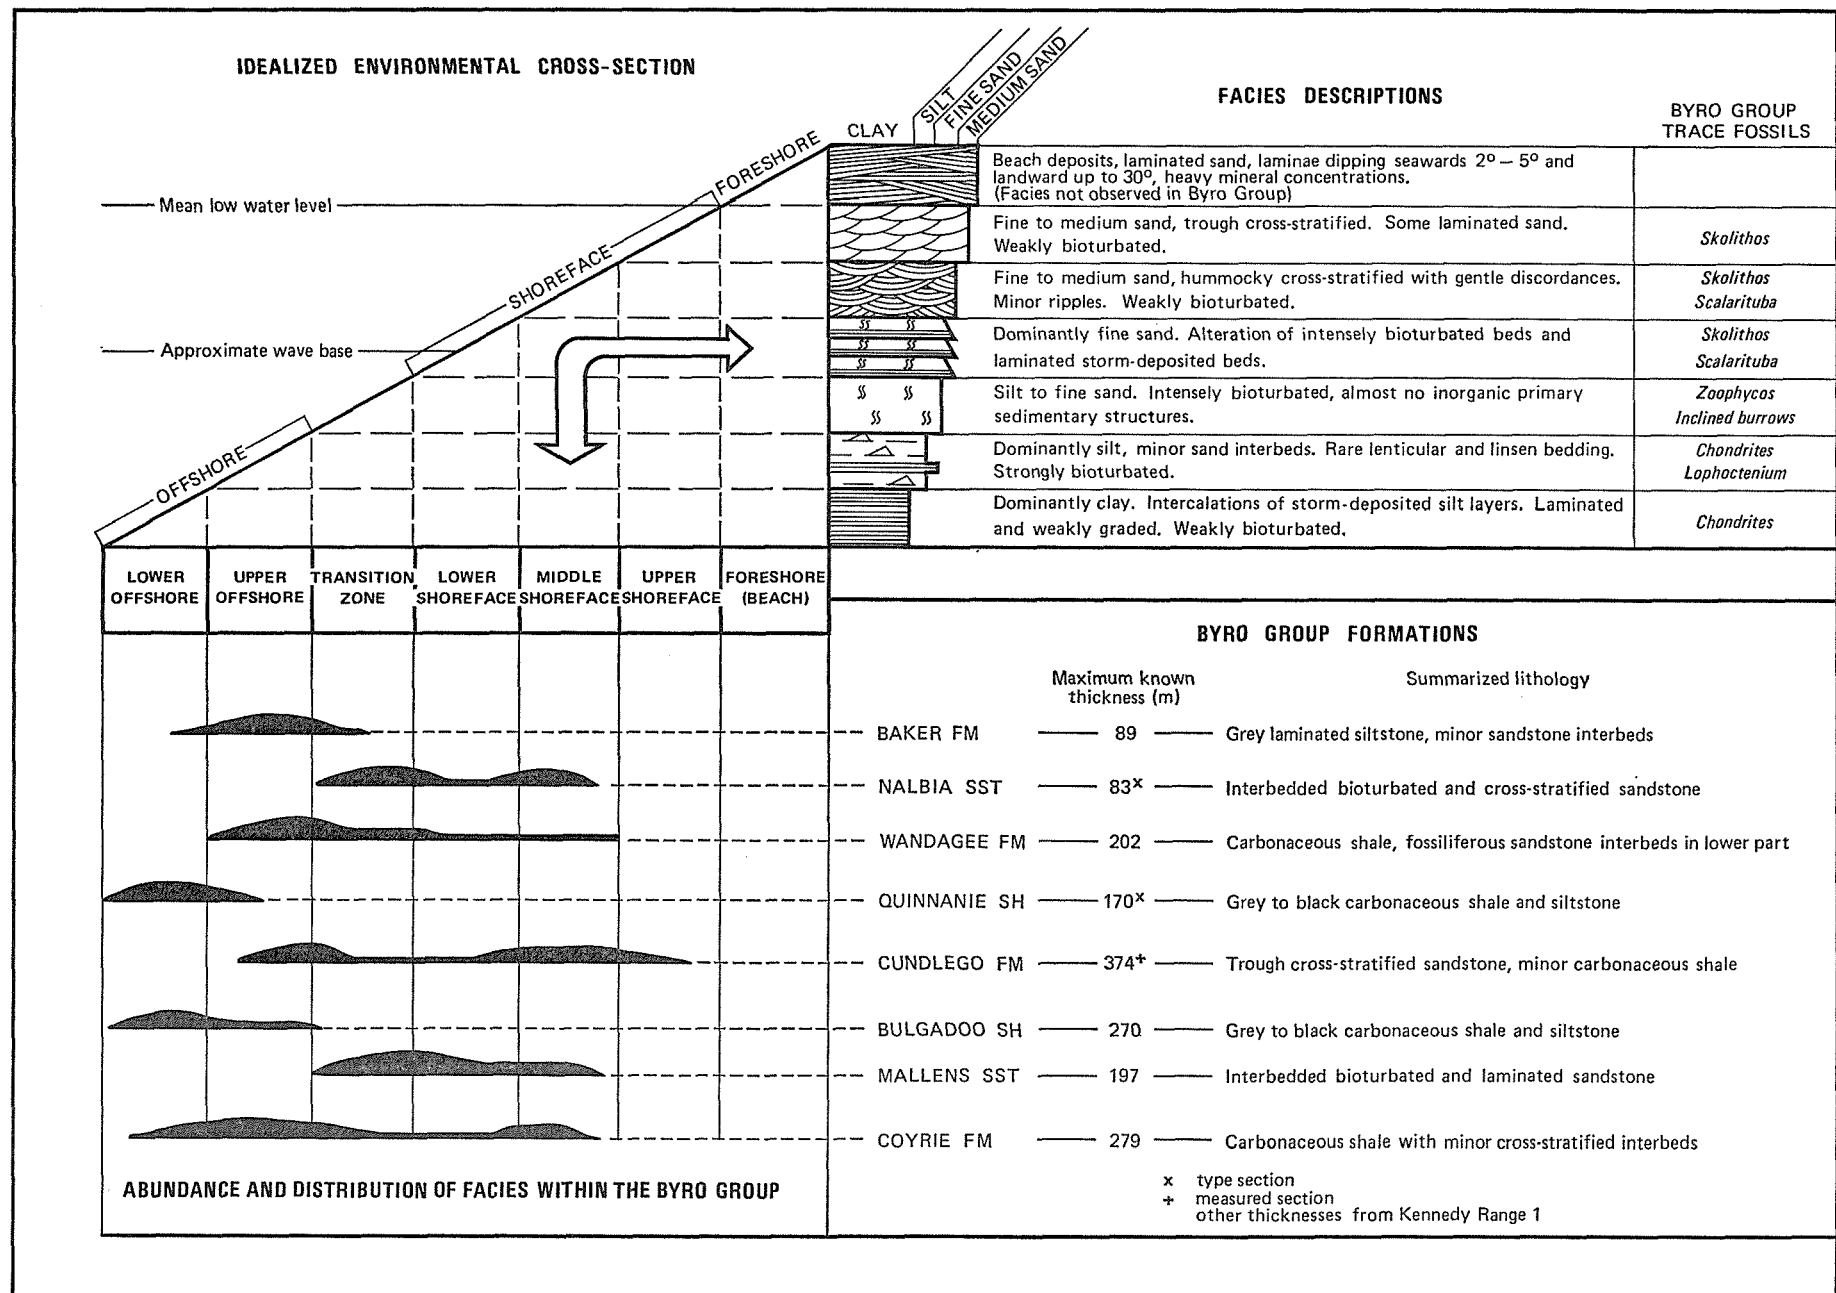 IDEALIZED ENVIRONMENTAL CROSS-SECTION
SILT
FINE SAND
MEDIUM SAND
CLAY
FACIES DESCRIPTIONS
BYRO GROUP
TRACE FOSSILS
FORESHORE
SHOREFACE
OFFSHORE
Mean low water level
Approximate wave base
Beach deposits, laminated sand, laminae dipping seawards 2º – 5º and
landward up to 30º, heavy mineral concentrations.
(Facies not observed in Byro Group)
Fine to medium sand, trough cross-stratified. Some laminated sand.
Weakly bioturbated.
Skolithos
Fine to medium sand, hummocky cross-stratified with gentle discordances.
Minor ripples. Weakly bioturbated.
Skolithos
Scalarituba
Dominantly fine sand. Alteration of intensely bioturbated beds and
laminated storm-deposited beds.
Skolithos
Scalarituba
Silt to fine sand. Intensely bioturbated, almost no inorganic primary
sedimentary structures.
Zoophycos
Inclined burrows
Dominantly silt, minor sand interbeds. Rare lenticular and linsen bedding.
Strongly bioturbated.
Chondrites
Lophoctenium
Dominantly clay. Intercalations of storm-deposited silt layers. Laminated
and weakly graded. Weakly bioturbated.
Chondrites
LOWER OFFSHORE
UPPER OFFSHORE
TRANSITION ZONE
LOWER SHOREFACE
MIDDLE SHOREFACE
UPPER SHOREFACE
FORESHORE (BEACH)
BYRO GROUP FORMATIONS
Maximum known
thickness (m)
Summarized lithology
BAKER FM 89 Grey laminated siltstone, minor sandstone interbeds
NALBIA SST 83x Interbedded bioturbated and cross-stratified sandstone
WANDAGEE FM 202 Carbonaceous shale, fossiliferous sandstone interbeds in lower part
QUINNANIE SH 170x Grey to black carbonaceous shale and siltstone
CUNDLEGO FM 374+ Trough cross-stratified sandstone, minor carbonaceous shale
BULGADOO SH 270 Grey to black carbonaceous shale and siltstone
MALLENS SST 197 Interbedded bioturbated and laminated sandstone
COYRIE FM 279 Carbonaceous shale with minor cross-stratified interbeds
ABUNDANCE AND DISTRIBUTION OF FACIES WITHIN THE BYRO GROUP
x type section
+ measured section
other thicknesses from Kennedy Range 1